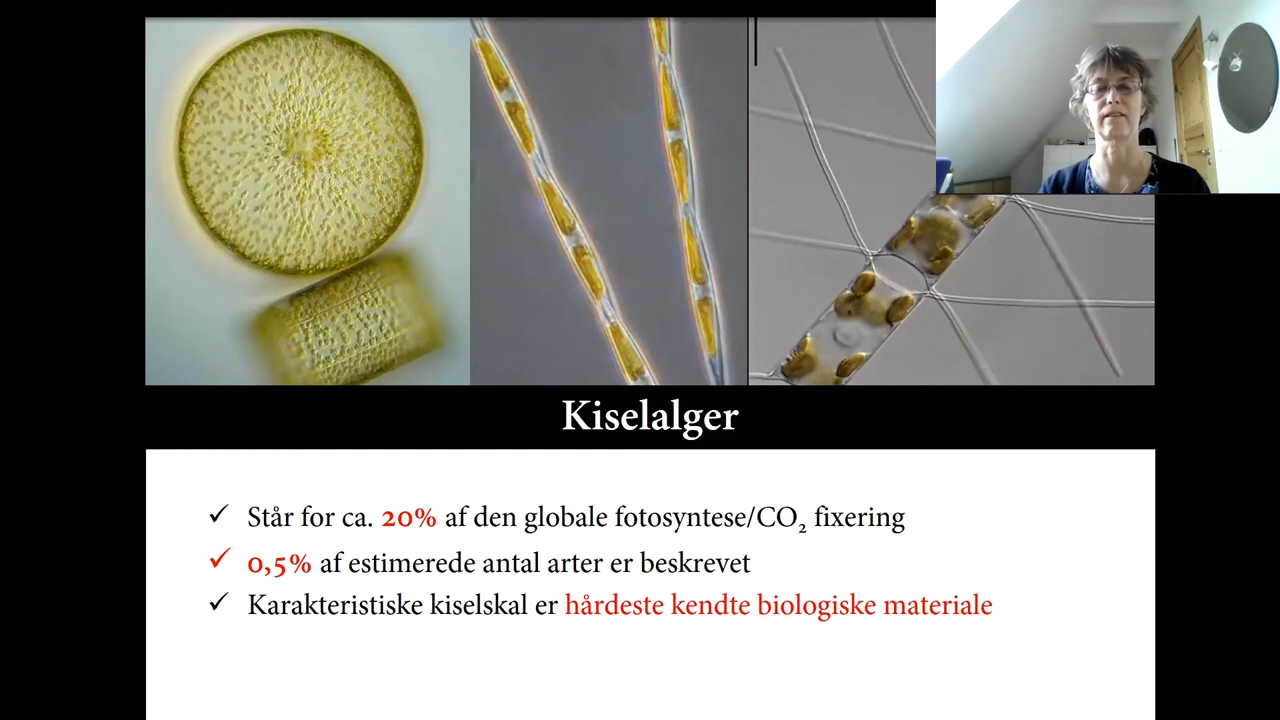 Kiselalger
✓ Står for ca. 20% af den globale fotosyntese/CO₂ fixering
✓ 0,5% af estimerede antal arter er beskrevet
✓ Karakteristiske kiselskal er hårdeste kendte biologiske materiale